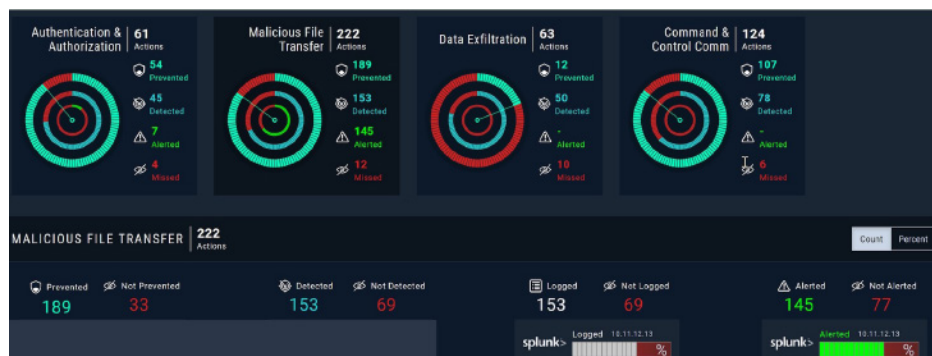 Authentication & Authorization
61
Actions
54
Prevented
45
Detected
7
Alerted
4
Missed
Malicious File Transfer
222
Actions
189
Prevented
153
Detected
145
Alerted
12
Missed
Data Exfiltration
63
Actions
12
Prevented
50
Detected
-
Alerted
10
Missed
Command & Control Comm
124
Actions
107
Prevented
78
Detected
-
Alerted
6
Missed
MALICIOUS FILE TRANSFER
222
Actions
Count Percent
Prevented Not Prevented
189 33
Detected Not Detected
153 69
Logged Not Logged
153 69
Alerted Not Alerted
145 77
splunk> Logged 10.11.12.13
%
splunk> Alerted 10.11.12.13
%